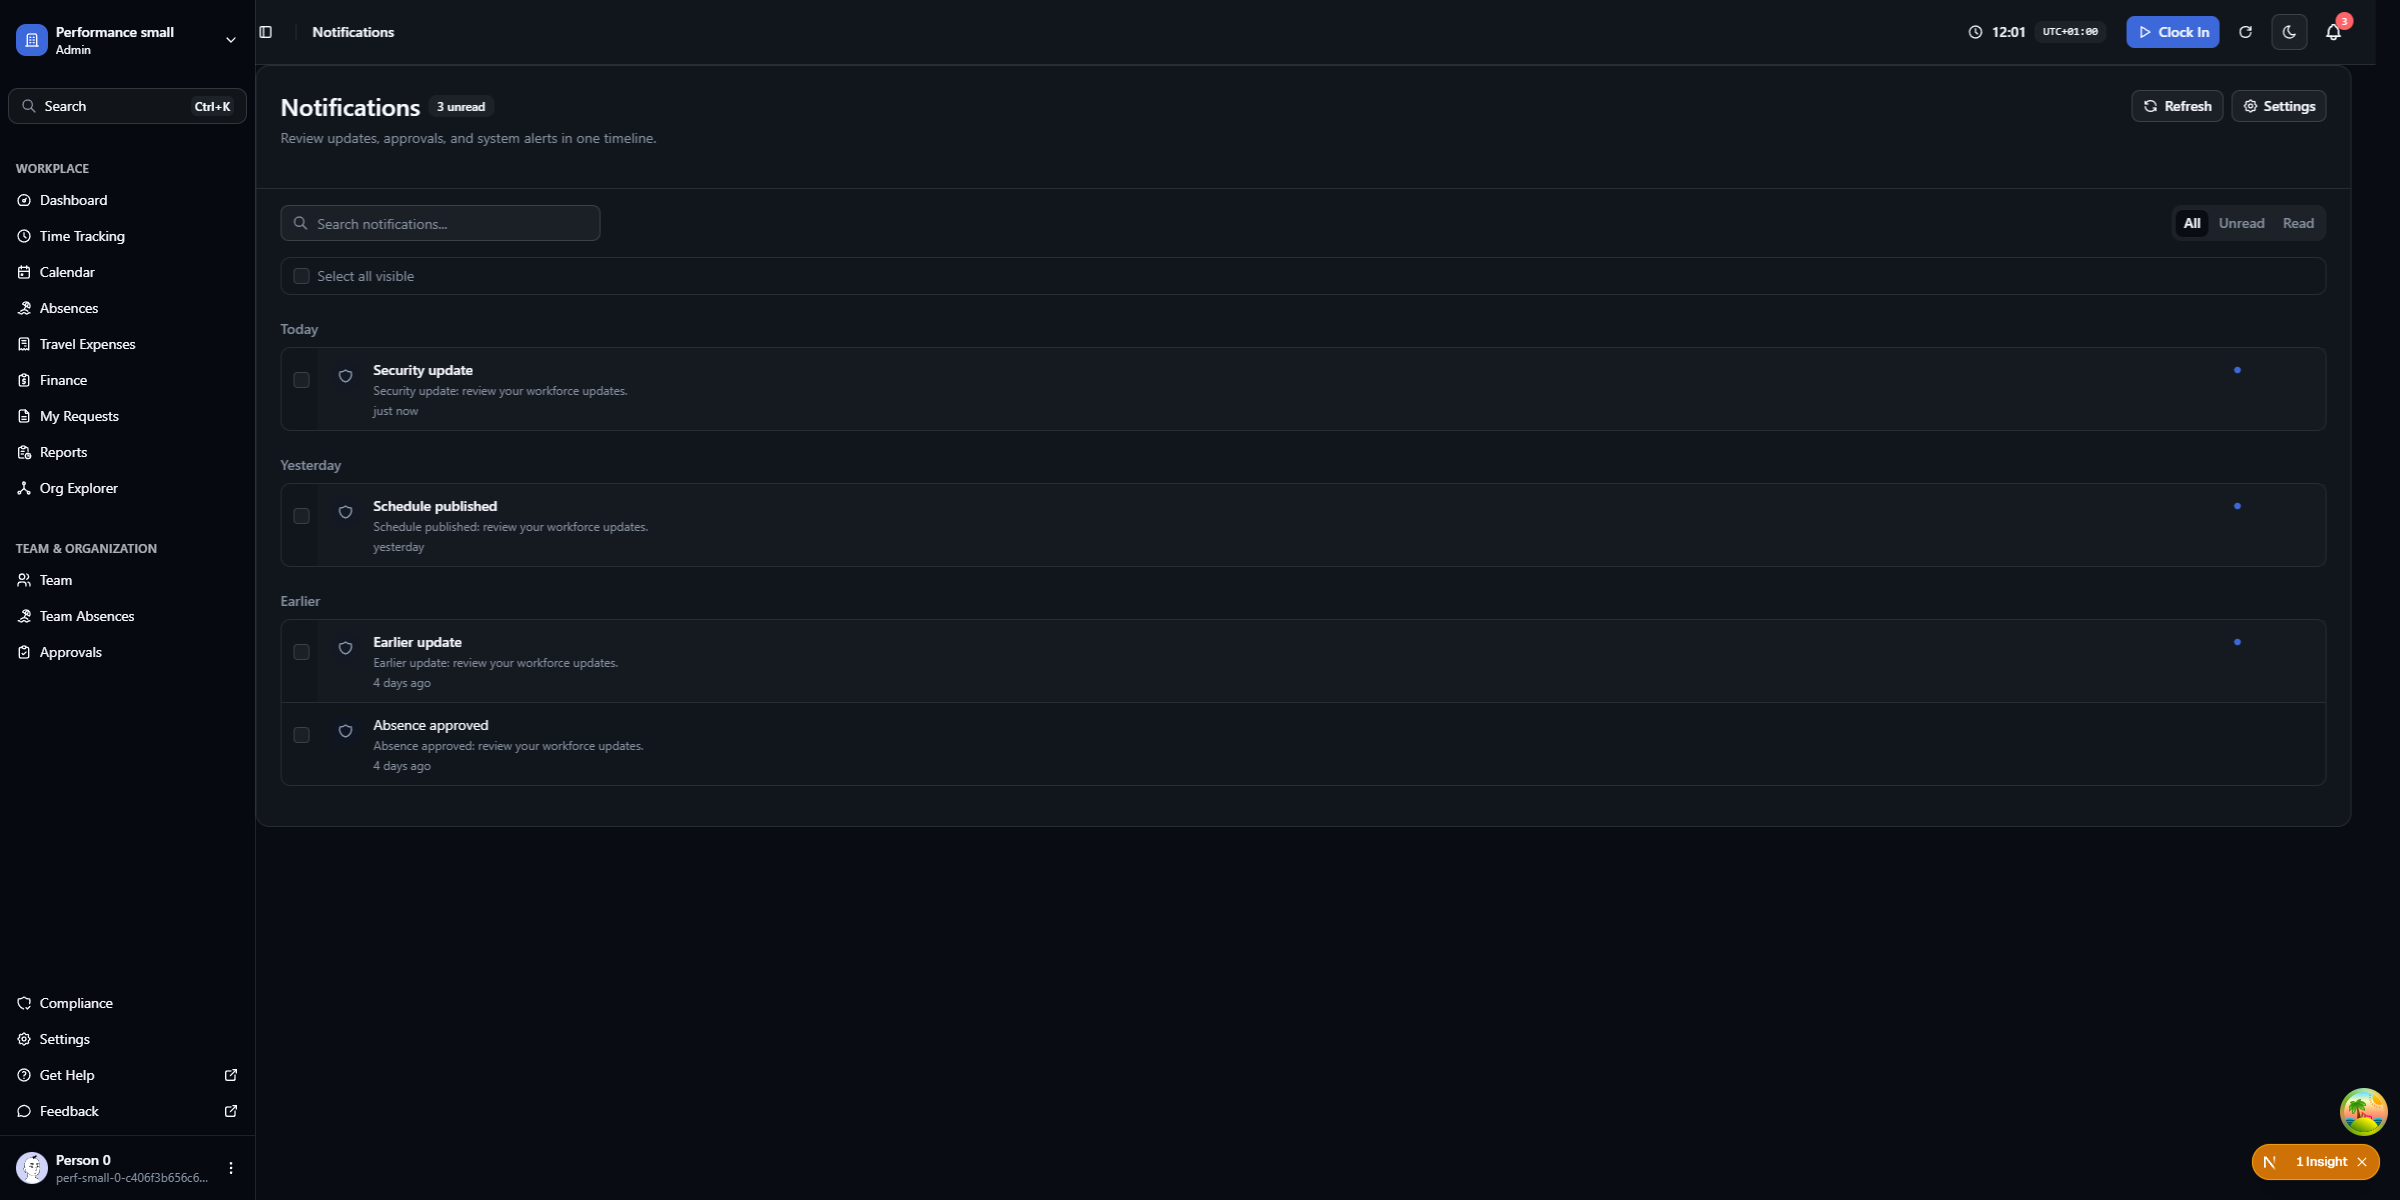 Performance small
Admin
Search
Ctrl+K
WORKPLACE
Dashboard
Time Tracking
Calendar
Absences
Travel Expenses
Finance
My Requests
Reports
Org Explorer
TEAM & ORGANIZATION
Team
Team Absences
Approvals
Compliance
Settings
Get Help
Feedback
Person 0
perf-small-0-c406f3b656c6...
Notifications
12:01
UTC+01:00
Clock In
3
Notifications
3 unread
Review updates, approvals, and system alerts in one timeline.
Refresh
Settings
Search notifications...
All
Unread
Read
Select all visible
Today
Security update
Security update: review your workforce updates.
just now
Yesterday
Schedule published
Schedule published: review your workforce updates.
yesterday
Earlier
Earlier update
Earlier update: review your workforce updates.
4 days ago
Absence approved
Absence approved: review your workforce updates.
4 days ago
N
1 Insight